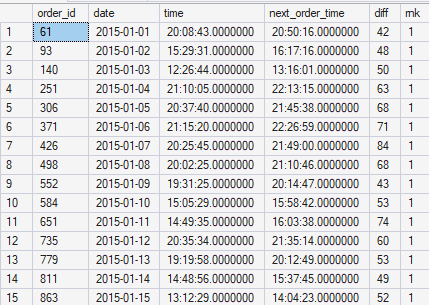 order_id date time next_order_time diff rnk
1 61 2015-01-01 20:08:43.0000000 20:50:16.0000000 42 1
2 93 2015-01-02 15:29:31.0000000 16:17:16.0000000 48 1
3 140 2015-01-03 12:26:44.0000000 13:16:01.0000000 50 1
4 251 2015-01-04 21:10:05.0000000 22:13:15.0000000 63 1
5 306 2015-01-05 20:37:40.0000000 21:45:38.0000000 68 1
6 371 2015-01-06 21:15:20.0000000 22:26:59.0000000 71 1
7 426 2015-01-07 20:25:45.0000000 21:49:00.0000000 84 1
8 498 2015-01-08 20:02:25.0000000 21:10:46.0000000 68 1
9 552 2015-01-09 19:31:25.0000000 20:14:47.0000000 43 1
10 584 2015-01-10 15:05:29.0000000 15:58:42.0000000 53 1
11 651 2015-01-11 14:49:35.0000000 16:03:38.0000000 74 1
12 735 2015-01-12 20:35:34.0000000 21:35:14.0000000 60 1
13 779 2015-01-13 19:19:58.0000000 20:12:49.0000000 53 1
14 811 2015-01-14 14:48:56.0000000 15:37:45.0000000 49 1
15 863 2015-01-15 13:12:29.0000000 14:04:23.0000000 52 1